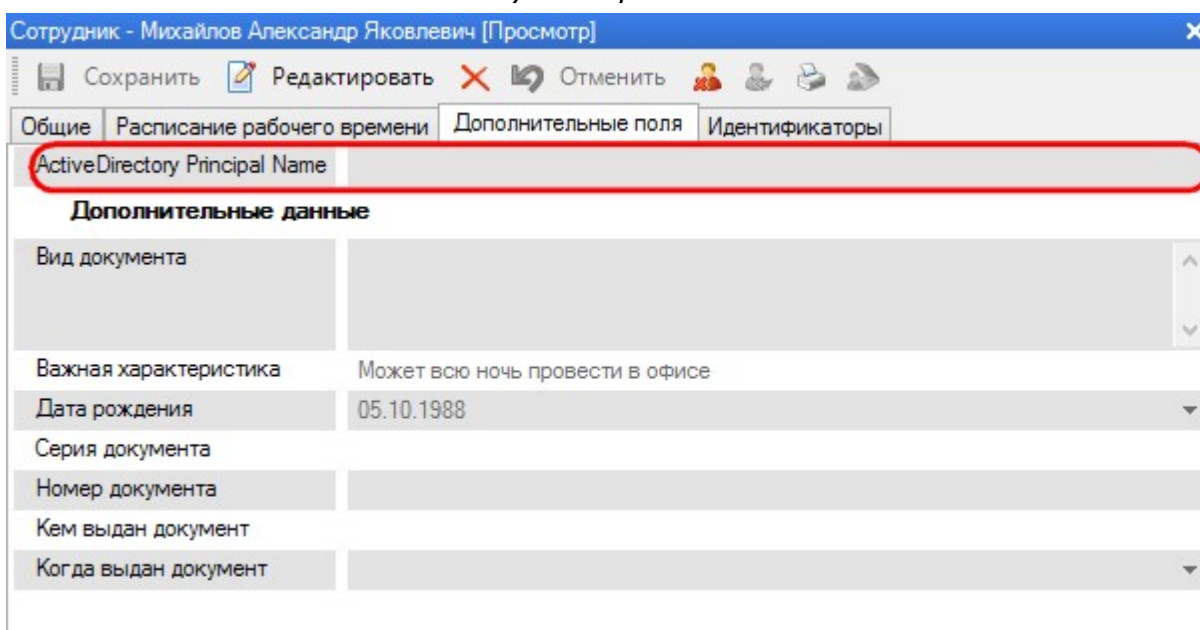 Сотрудник - Михайлов Александр Яковлевич [Просмотр]
Сохранить Редактировать Отменить
Общие Расписание рабочего времени Дополнительные поля Идентификаторы
ActiveDirectory Principal Name
Дополнительные данные
Вид документа
Важная характеристика Может всю ночь провести в офисе
Дата рождения 05.10.1988
Серия документа
Номер документа
Кем выдан документ
Когда выдан документ